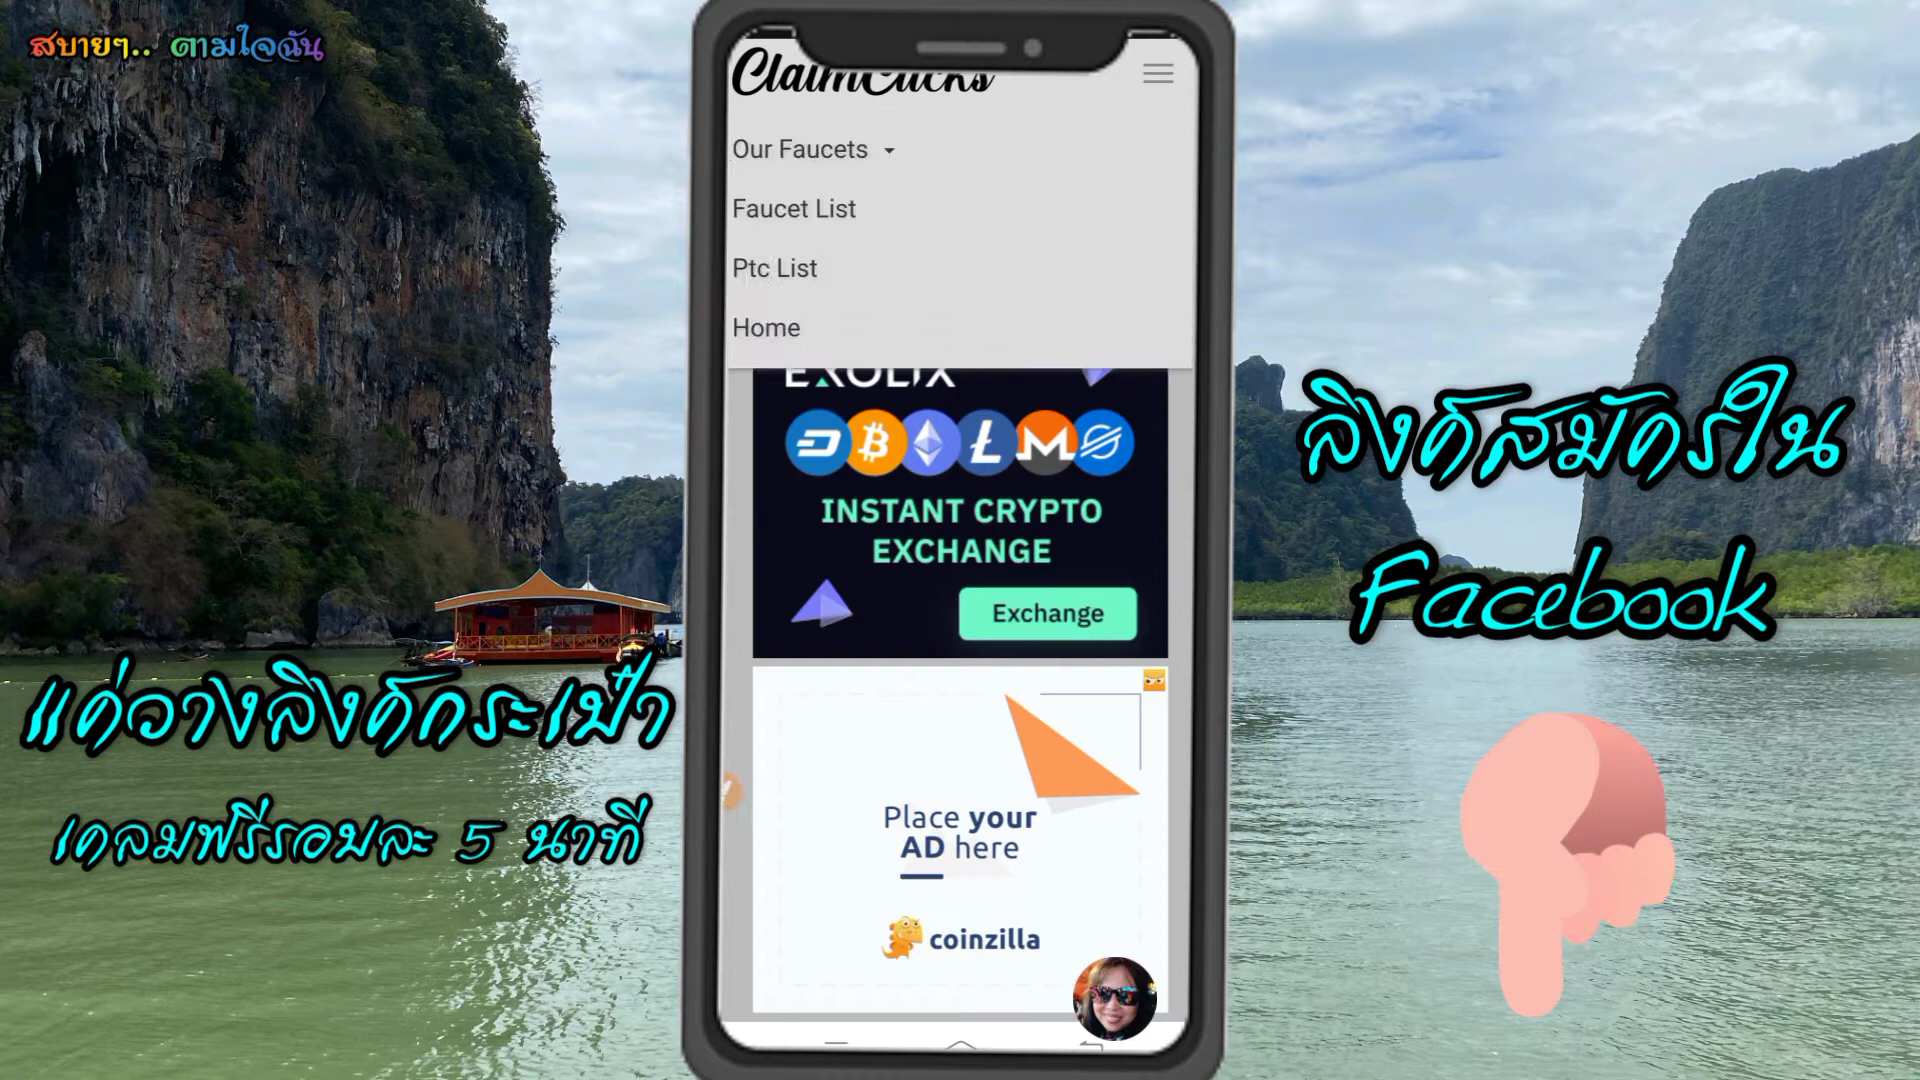 สบายๆ.. ตามใจฉัน
ClaimClicks
Our Faucets
Faucet List
Ptc List
Home
EXOLIX
INSTANT CRYPTO
EXCHANGE
Exchange
Place your
AD here
coinzilla
แค่วางลิงค์กระเป๋า
เคลมฟรีรอบละ 5 นาที
ลิงค์สมัครใน
Facebook